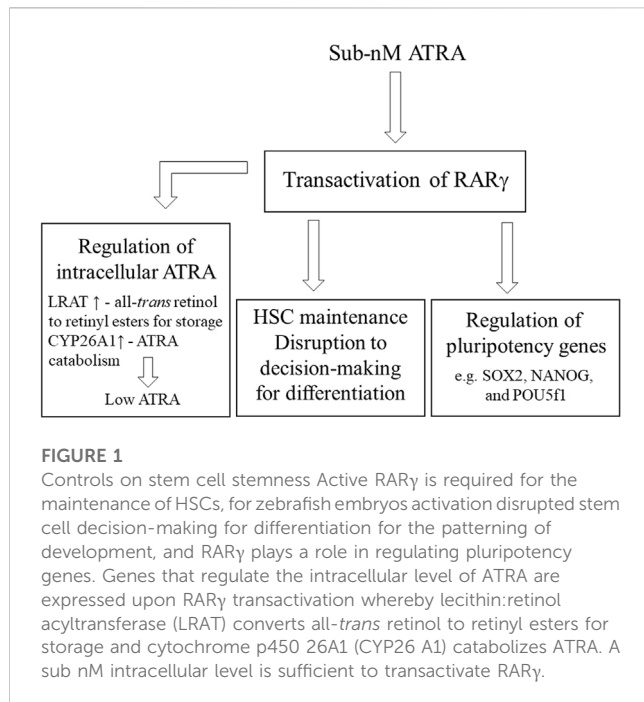 Sub-nM ATRA
Transactivation of RARγ
Regulation of
intracellular ATRA
LRAT ↑ - all-trans retinol
to retinyl esters for storage
CYP26A1↑ - ATRA
catabolism
Low ATRA
HSC maintenance
Disruption to
decision-making
for differentiation
Regulation of
pluripotency genes
e.g. SOX2, NANOG,
and POU5f1
FIGURE 1
Controls on stem cell stemness Active RARγ is required for the
maintenance of HSCs, for zebrafish embryos activation disrupted stem
cell decision-making for differentiation for the patterning of
development, and RARγ plays a role in regulating pluripotency
genes. Genes that regulate the intracellular level of ATRA are
expressed upon RARγ transactivation whereby lecithin:retinol
acyltransferase (LRAT) converts all-trans retinol to retinyl esters for
storage and cytochrome p450 26A1 (CYP26 A1) catabolizes ATRA. A
sub nM intracellular level is sufficient to transactivate RARγ.